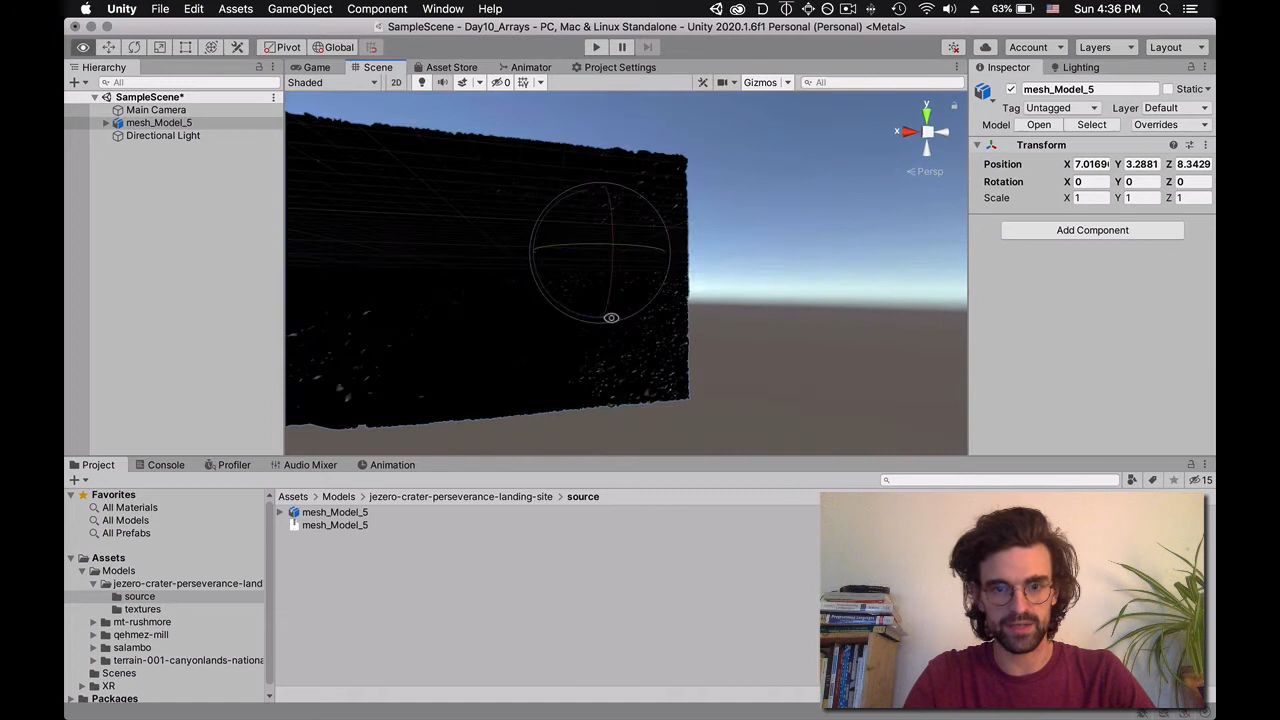 Unity File Edit Assets GameObject Component Window Help 63% Sun 4:36 PM
SampleScene - Day10_Arrays - PC, Mac & Linux Standalone - Unity 2020.1.6f1 Personal (Personal) <Metal>
Pivot Global Account Layers Layout
Hierarchy Game Scene Asset Store Animator Project Settings Inspector Lighting
All Shaded 2D 0 Gizmos All
SampleScene*
Main Camera
mesh_Model_5
Directional Light
y
x
Persp
mesh_Model_5 Static
Tag Untagged Layer Default
Model Open Select Overrides
Transform
Position X 7.0169 Y 3.2881 Z 8.3429
Rotation X 0 Y 0 Z 0
Scale X 1 Y 1 Z 1
Add Component
Project Console Profiler Audio Mixer Animation
15
Favorites
All Materials
All Models
All Prefabs
Assets
Models
jezero-crater-perseverance-land
source
textures
mt-rushmore
qehmez-mill
salambo
terrain-001-canyonlands-nationa
Scenes
XR
Packages
Assets Models jezero-crater-perseverance-landing-site source
mesh_Model_5
mesh_Model_5